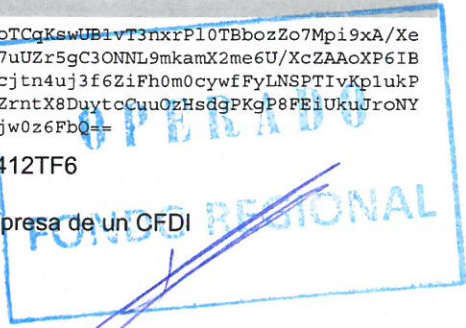 oTCqKswUB1vT3nxrPl0TBbozZo7Mpi9xA/Xe
7uUZr5gC3ONNL9mkamX2me6U/XcZAAoXP6IB
cjtn4uj3f6ZiFh0m0cywfFyLNSPTIvKp1ukP
ZrntX8DuytcCuuOzHsdgPKgP8FEiUkuJroNY
jw0z6FbQ==
OPERADO
412TF6
presa de un CFDI
FONDO REGIONAL